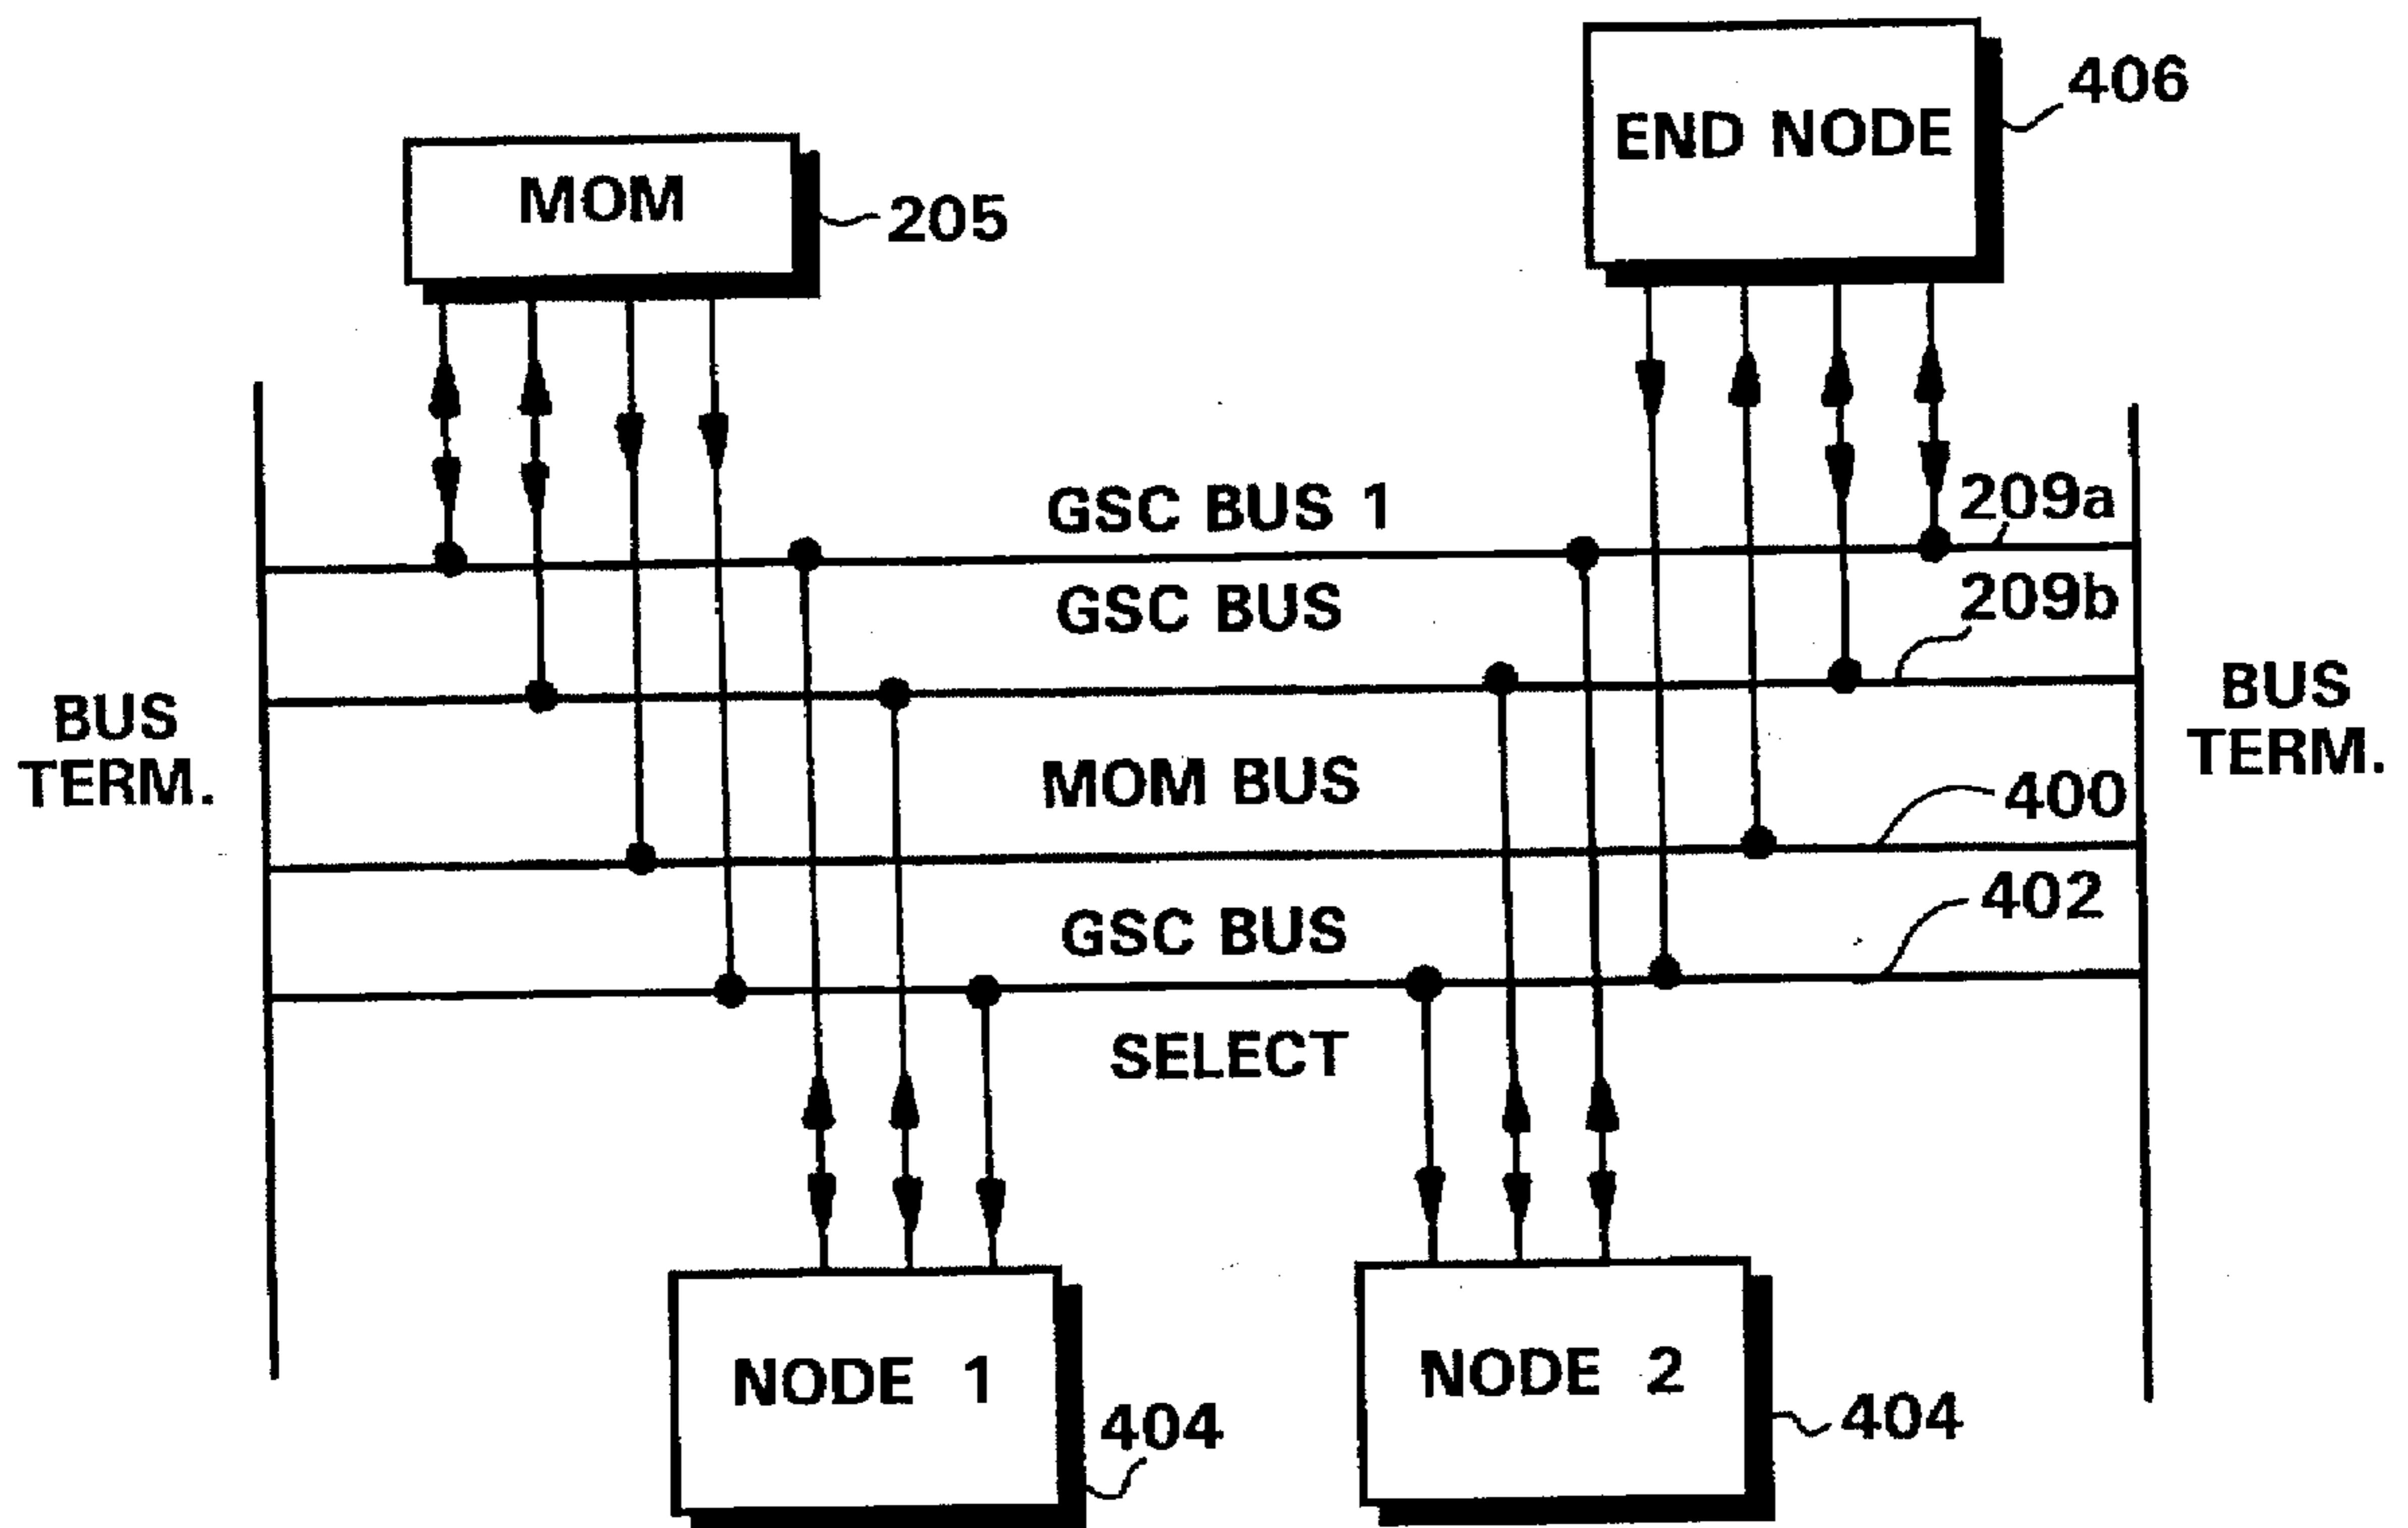 END NODE
406
MOM
205
GSC BUS 1
209a
GSC BUS
209b
BUS
TERM.
MOM BUS
400
BUS
TERM.
GSC BUS
402
SELECT
NODE 1
404
NODE 2
404